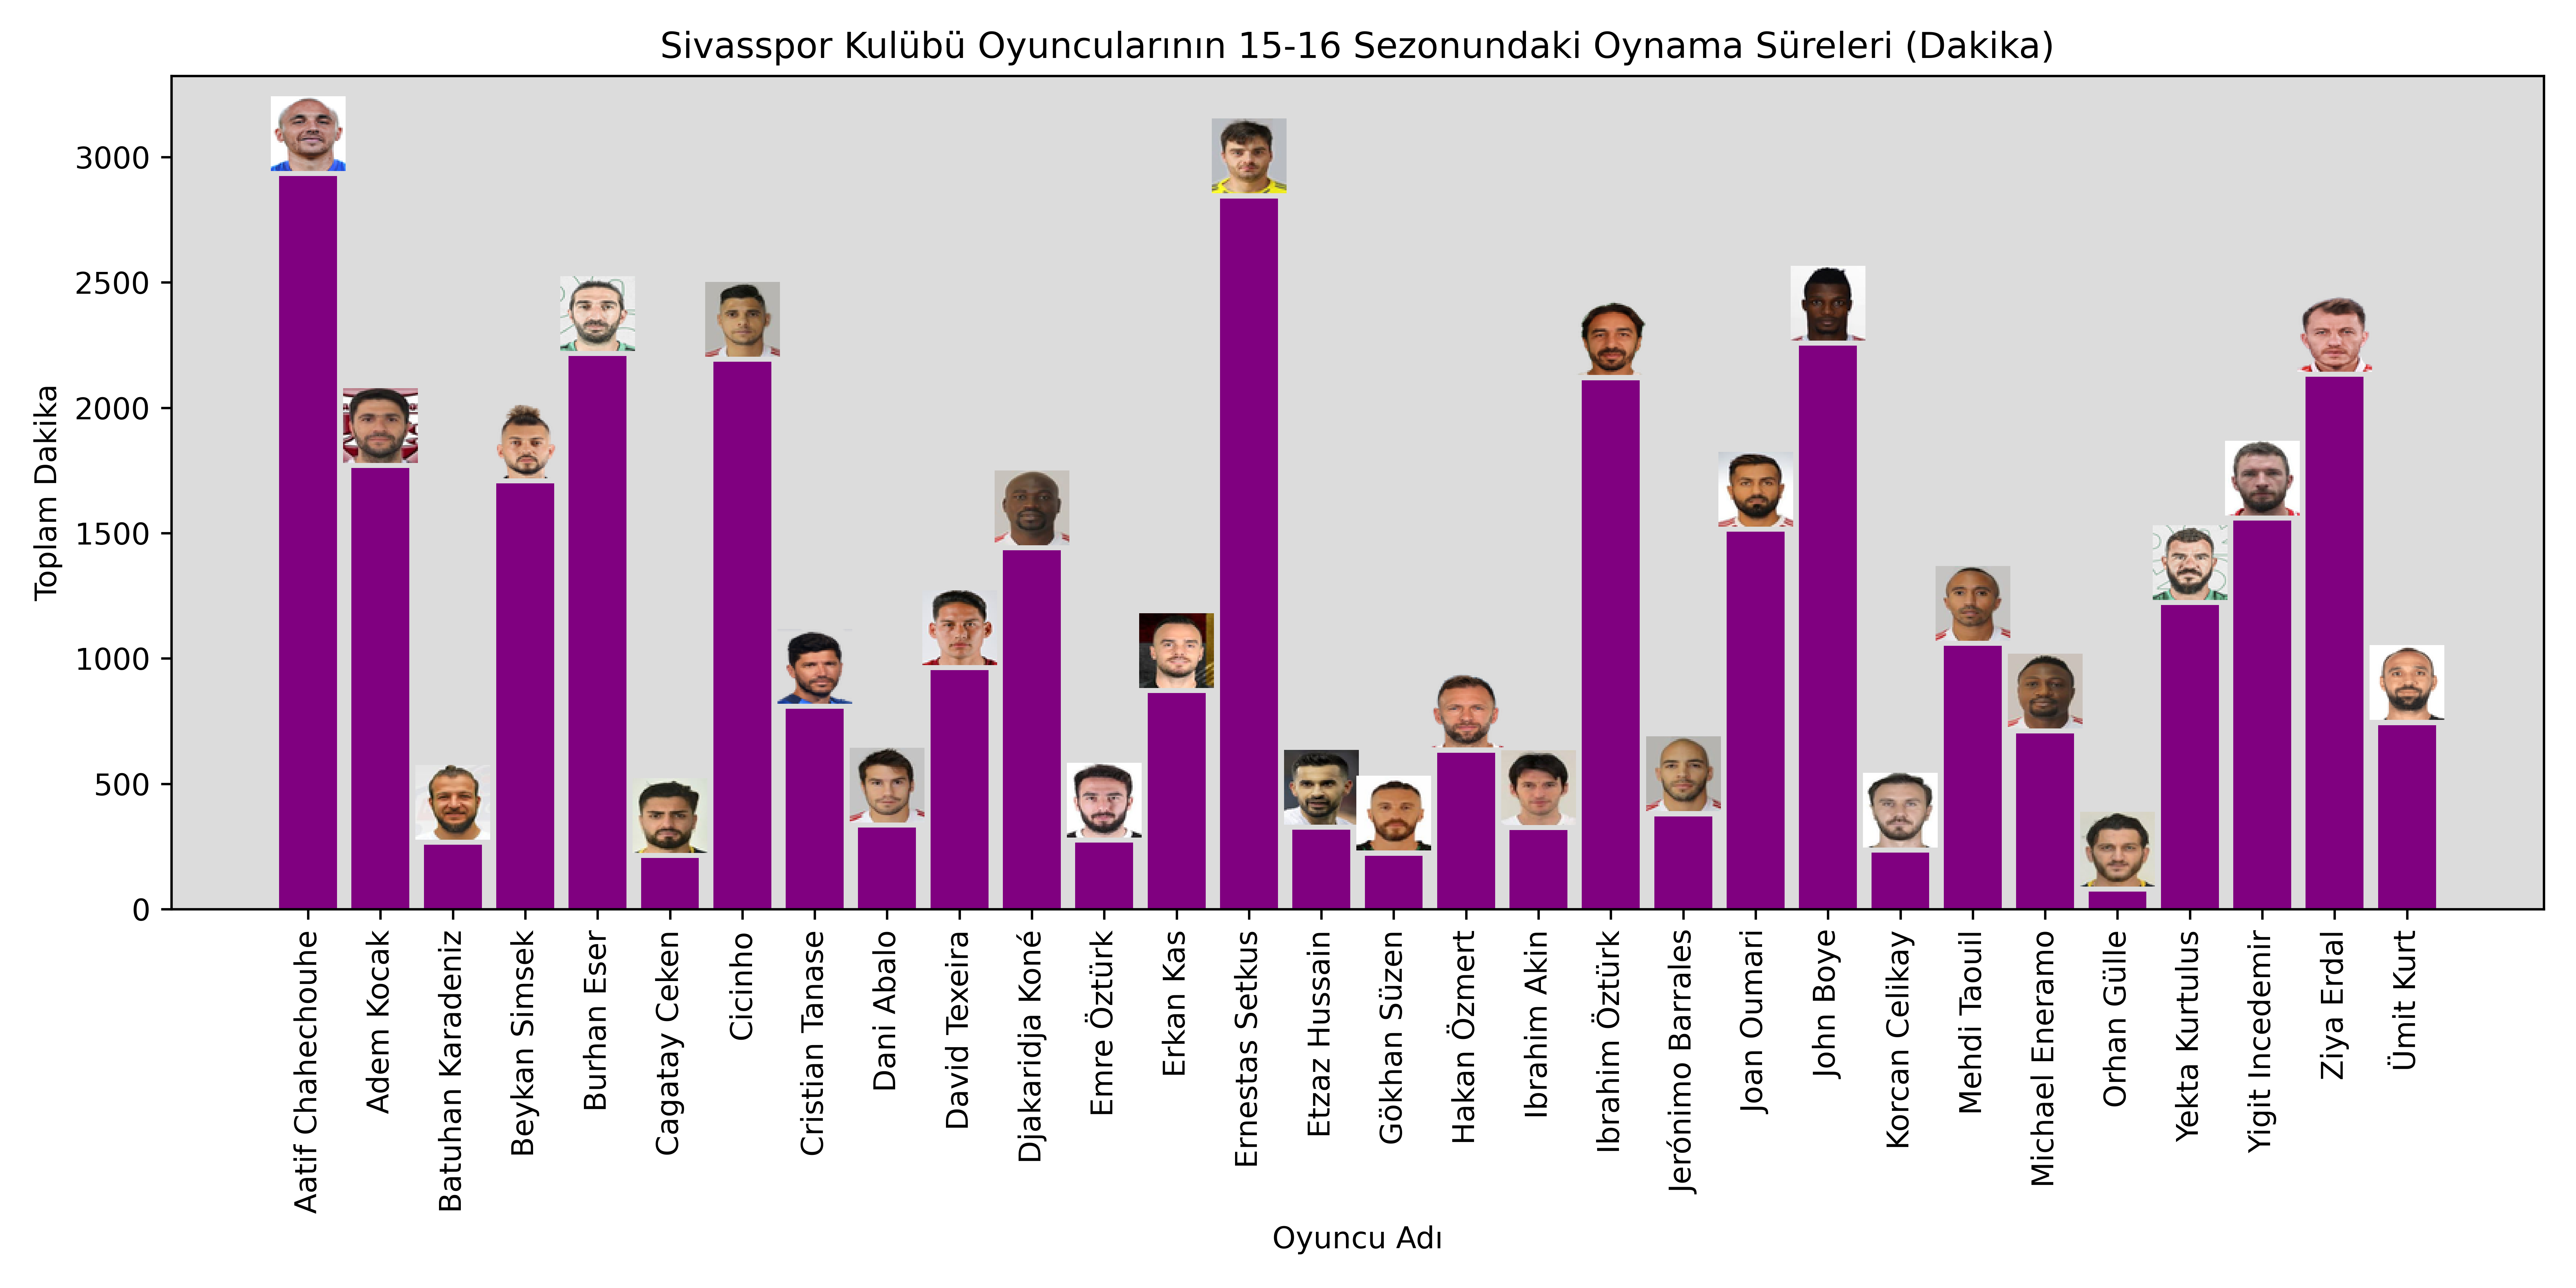 Sivasspor Kulübü Oyuncularının 15-16 Sezonundaki Oynama Süreleri (Dakika)
Toplam Dakika
3000
2500
2000
1500
1000
500
0
Aatif Chahechouhe
Adem Kocak
Batuhan Karadeniz
Beykan Simsek
Burhan Eser
Cagatay Ceken
Cicinho
Cristian Tanase
Dani Abalo
David Texeira
Djakaridja Koné
Emre Öztürk
Erkan Kas
Ernestas Setkus
Etzaz Hussain
Gökhan Süzen
Hakan Özmert
Ibrahim Akin
Ibrahim Öztürk
Jerónimo Barrales
Joan Oumari
John Boye
Korcan Celikay
Mehdi Taouil
Michael Eneramo
Orhan Gülle
Yekta Kurtulus
Yigit Incedemir
Ziya Erdal
Ümit Kurt
Oyuncu Adı